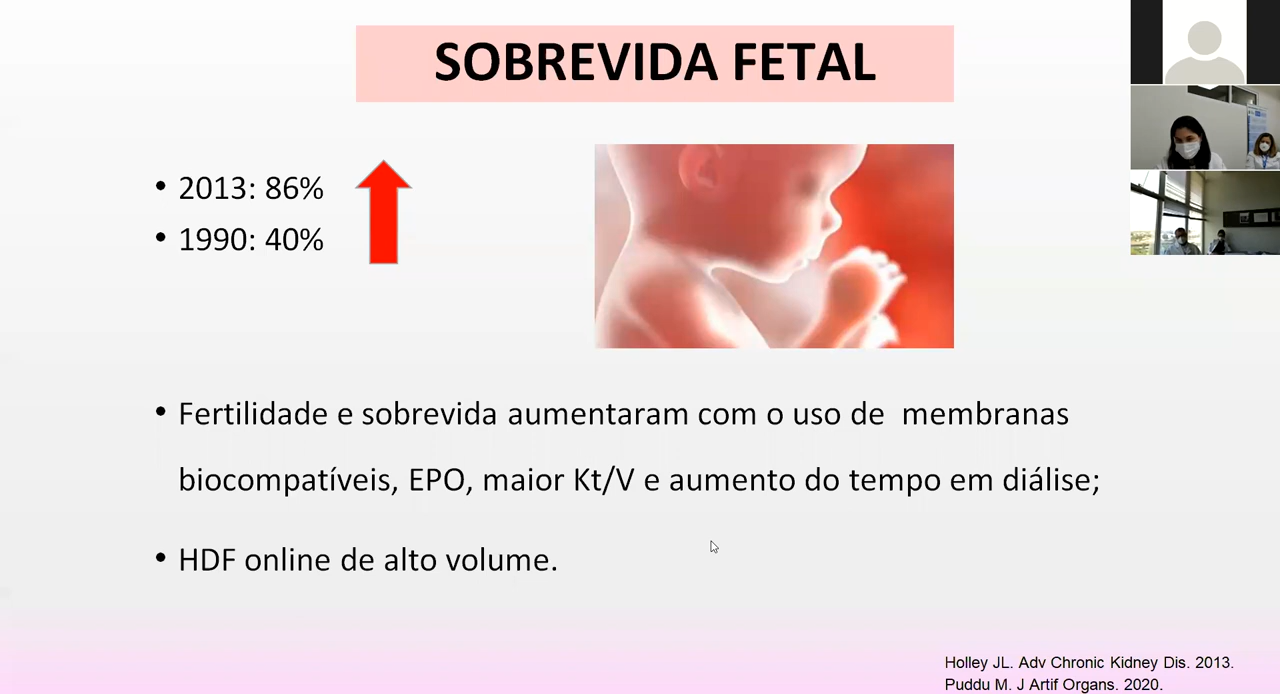 SOBREVIDA FETAL
• 2013: 86%
• 1990: 40%
• Fertilidade e sobrevida aumentaram com o uso de membranas
biocompatíveis, EPO, maior Kt/V e aumento do tempo em diálise;
• HDF online de alto volume.
Holley JL. Adv Chronic Kidney Dis. 2013.
Puddu M. J Artif Organs. 2020.